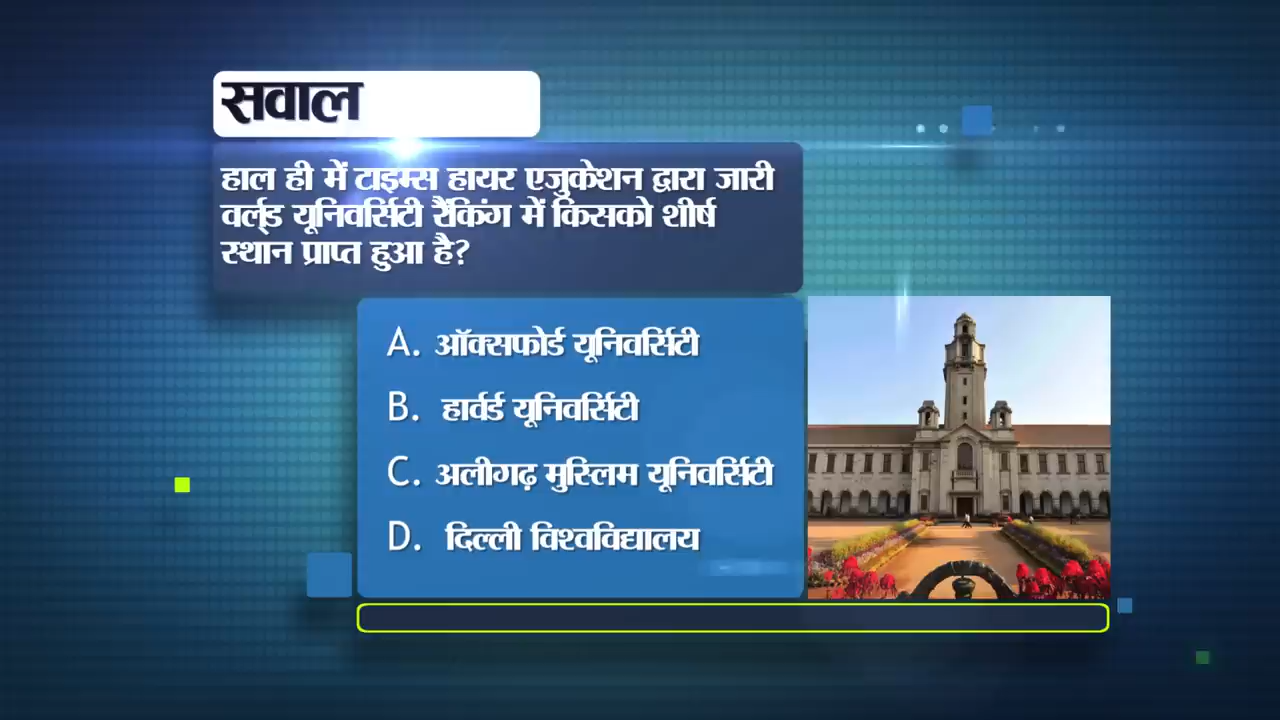 सवाल
हाल ही में टाइम्स हायर एजुकेशन द्वारा जारी
वर्ल्ड यूनिवर्सिटी रैंकिंग में किसको शीर्ष
स्थान प्राप्त हुआ है?
A. ऑक्सफोर्ड यूनिवर्सिटी
B. हार्वर्ड यूनिवर्सिटी
C. अलीगढ़ मुस्लिम यूनिवर्सिटी
D. दिल्ली विश्वविद्यालय